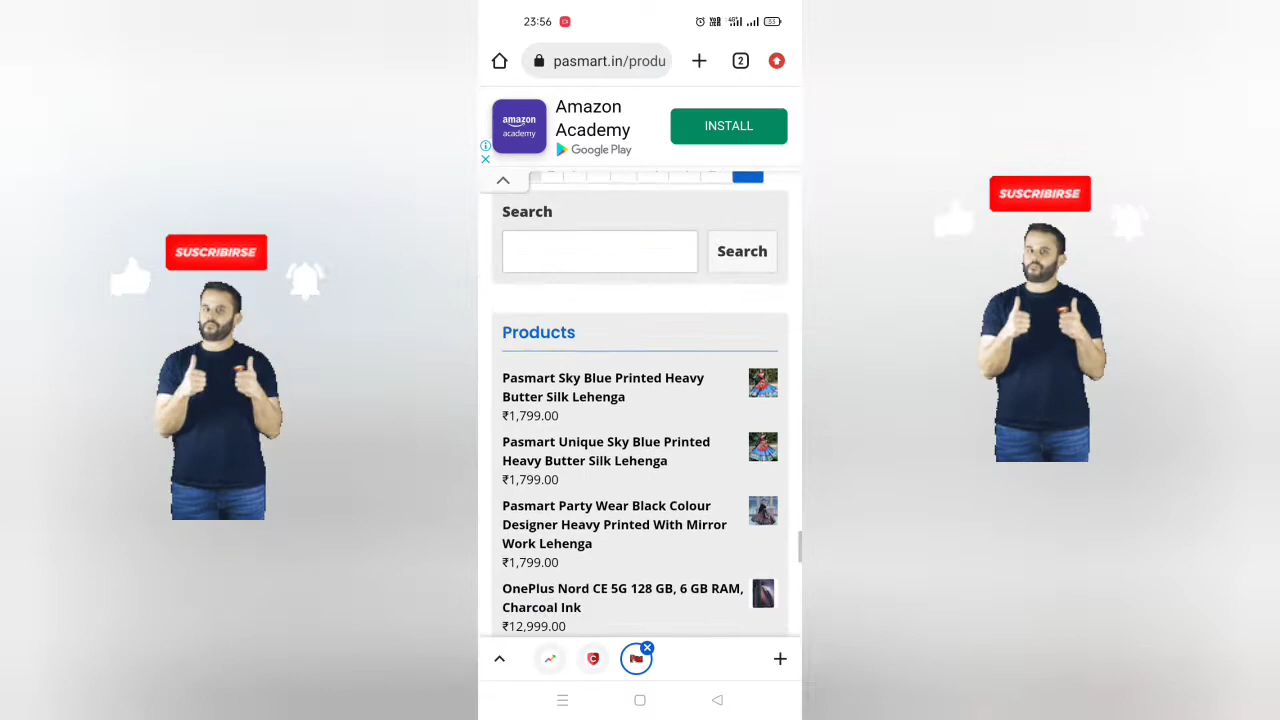 23:56
53
pasmart.in/produ
2
amazon
academy
Amazon
Academy
Google Play
INSTALL
Search
Search
Products
Pasmart Sky Blue Printed Heavy
Butter Silk Lehenga
₹1,799.00
Pasmart Unique Sky Blue Printed
Heavy Butter Silk Lehenga
₹1,799.00
Pasmart Party Wear Black Colour
Designer Heavy Printed With Mirror
Work Lehenga
₹1,799.00
OnePlus Nord CE 5G 128 GB, 6 GB RAM,
Charcoal Ink
₹12,999.00
SUSCRIBIRSE
SUSCRIBIRSE